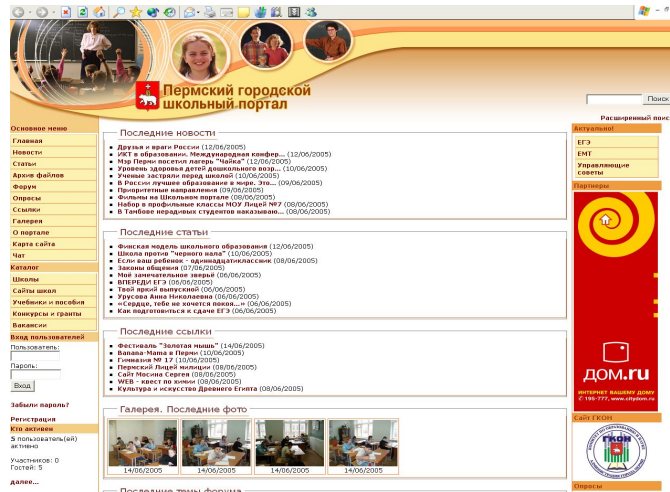 Пермский городской
школьный портал
Поиск
Расширенный поис
Основное меню
Главная
Новости
Статьи
Архив файлов
Форум
Опросы
Ссылки
Галерея
О портале
Карта сайта
Чат
Каталог
Школы
Сайты школ
Учебники и пособия
Конкурсы и гранты
Вакансии
Вход пользователей
Пользователь:
Пароль:
Вход
Забыли пароль?
Регистрация
Кто активен
5 пользователь(ей)
активно
Участников: 0
Гостей: 5
далее...
Последние новости
Друзья и враги России (12/06/2005)
ИКТ в образовании. Международная конфер... (12/06/2005)
Мэр Перми посетил лагерь "Чайка" (12/06/2005)
Уровень здоровья детей дошкольного возр... (10/06/2005)
Ученые застряли перед школой (10/06/2005)
В России лучшее образование в мире. Это... (09/06/2005)
Приоритетные направления (09/06/2005)
Фильмы на Школьном портале (08/06/2005)
Набор в профильные классы МОУ Лицей №7 (08/06/2005)
В Тамбове нерадивых студентов наказываю... (08/06/2005)
Последние статьи
Финская модель школьного образования (12/06/2005)
Школа против "черного нала" (10/06/2005)
Если ваш ребенок - одиннадцатиклассник (08/06/2005)
Законы общения (07/06/2005)
Моё замечательное зверьё (06/06/2005)
ВПЕРЕДИ ЕГЭ (06/06/2005)
Твой яркий выпускной (06/06/2005)
Урусова Анна Николаевна (06/06/2005)
«Сердце, тебе не хочется покоя...» (06/06/2005)
Как подготовиться к сдаче ЕГЭ (06/06/2005)
Последние ссылки
Фестиваль "Золотая мышь" (14/06/2005)
Banana-Mama в Перми (10/06/2005)
Гимназия № 17 (10/06/2005)
Пермский Лицей милиции (08/06/2005)
Сайт Мосина Сергея (08/06/2005)
WEB - квест по химии (08/06/2005)
Культура и искусство Древнего Египта (08/06/2005)
Галерея. Последние фото
14/06/2005 14/06/2005 14/06/2005 14/06/2005
Последние темы форума
Актуально!
ЕГЭ
ЕМТ
Управляющие
советы
Партнеры
ДОМ.ru
ИНТЕРНЕТ ВАШЕМУ ДОМУ
198-777, www.citydom.ru
Сайт ГКОН
Опросы